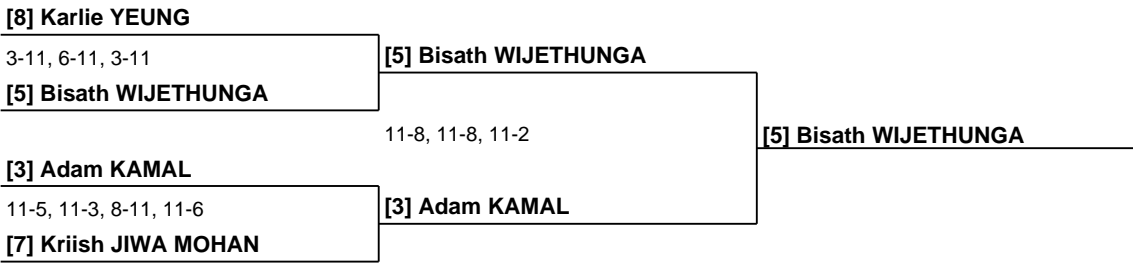 [8] Karlie YEUNG
3-11, 6-11, 3-11
[5] Bisath WIJETHUNGA
[5] Bisath WIJETHUNGA
11-8, 11-8, 11-2
[5] Bisath WIJETHUNGA
[3] Adam KAMAL
11-5, 11-3, 8-11, 11-6
[3] Adam KAMAL
[7] Kriish JIWA MOHAN